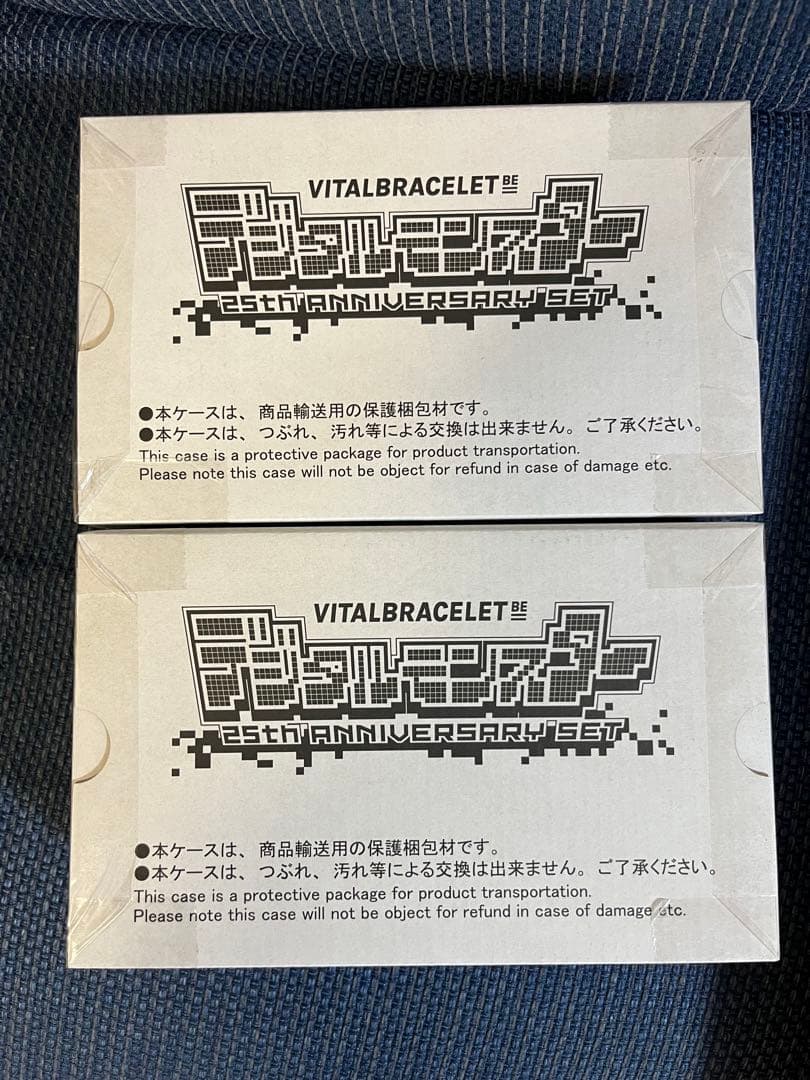 VITALBRACELET BE
デジタルモンスター
25th ANNIVERSARY SET
●本ケースは、商品輸送用の保護梱包材です。
●本ケースは、つぶれ、汚れ等による交換は出来ません。ご了承ください。
This case is a protective package for product transportation.
Please note this case will not be object for refund in case of damage etc.
VITALBRACELET BE
デジタルモンスター
25th ANNIVERSARY SET
●本ケースは、商品輸送用の保護梱包材です。
●本ケースは、つぶれ、汚れ等による交換は出来ません。ご了承ください。
This case is a protective package for product transportation.
Please note this case will not be object for refund in case of damage etc.